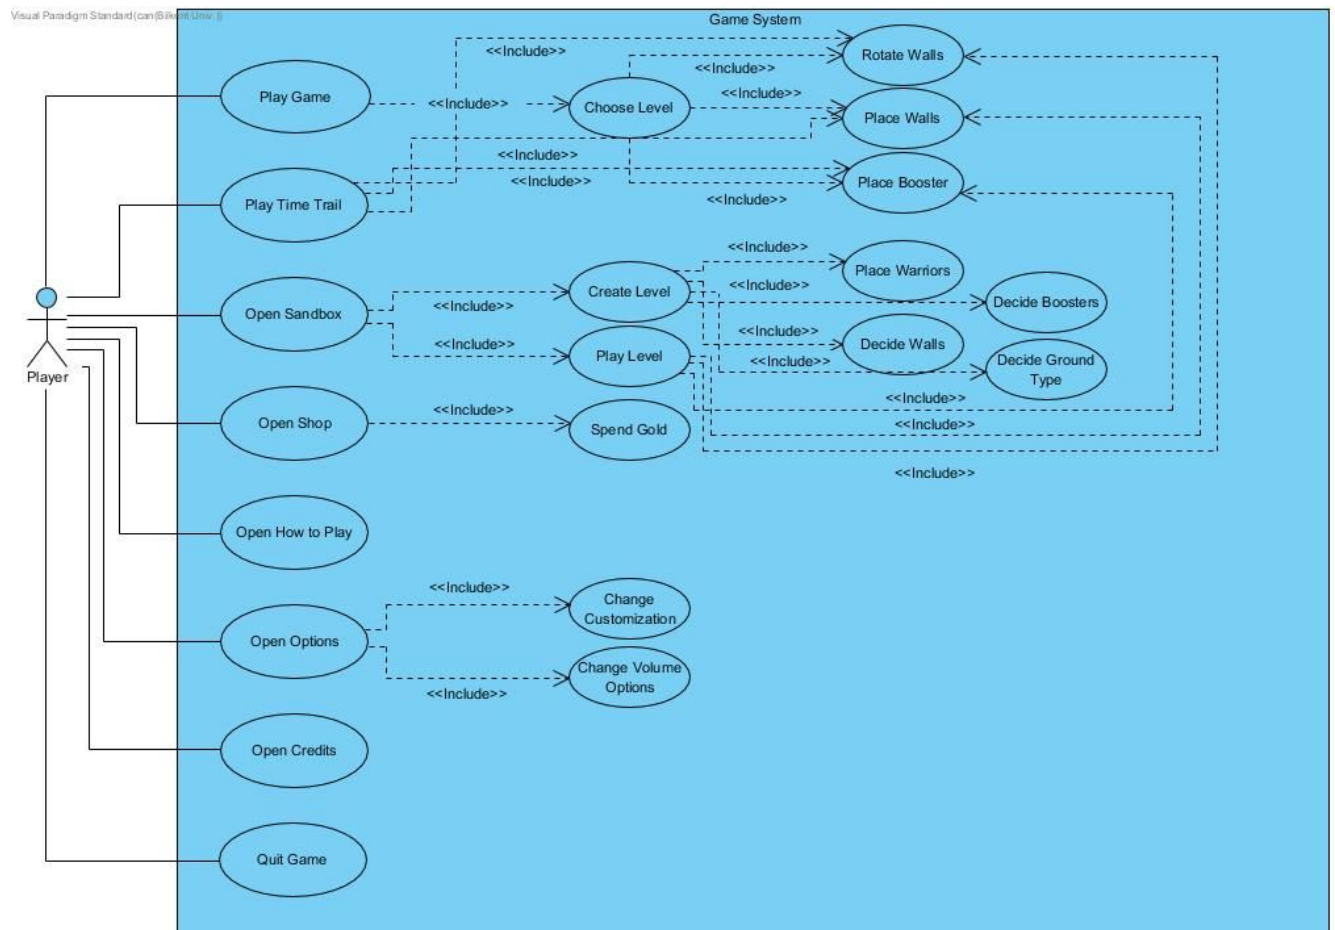 Visual Paradigm Standard(can(Bilkent Univ.))
Game System
<<Include>>
Rotate Walls
<<Include>>
Play Game
<<Include>>
Choose Level
<<Include>>
Place Walls
<<Include>>
<<Include>>
Place Booster
Play Time Trail
<<Include>>
<<Include>>
Place Warriors
<<Include>>
Create Level
<<Include>>
Decide Boosters
Open Sandbox
<<Include>>
<<Include>>
Decide Walls
<<Include>>
Play Level
<<Include>>
Decide Ground
Type
Player
<<Include>>
<<Include>>
Open Shop
Spend Gold
<<Include>>
<<Include>>
Open How to Play
<<Include>>
Change
Customization
Open Options
Change Volume
Options
<<Include>>
Open Credits
Quit Game